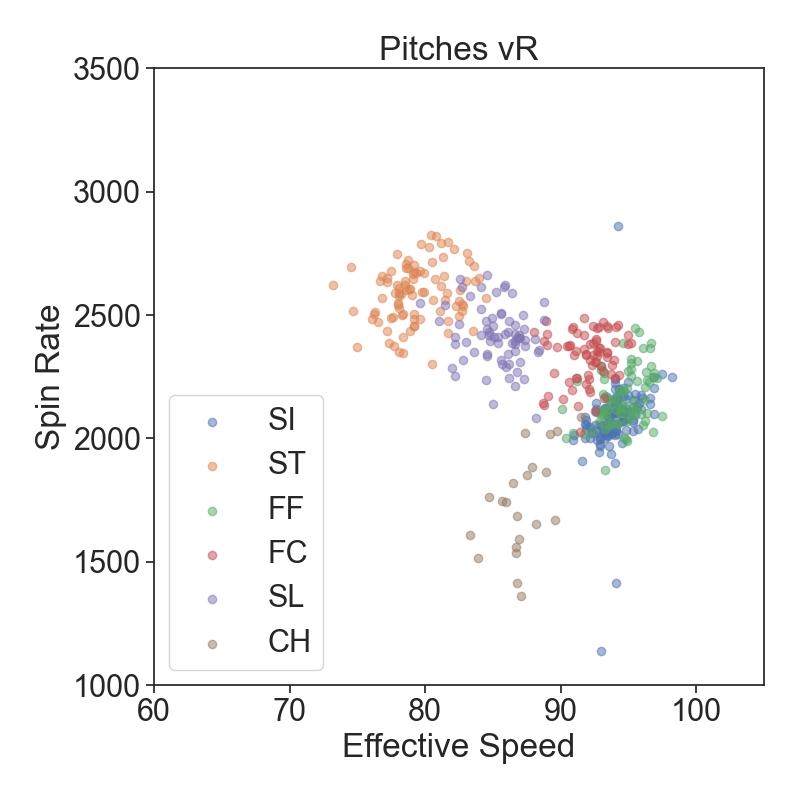 Pitches vR
3500
3000
2500
2000
1500
1000
Spin Rate
SI
ST
FF
FC
SL
CH
60 70 80 90 100
Effective Speed